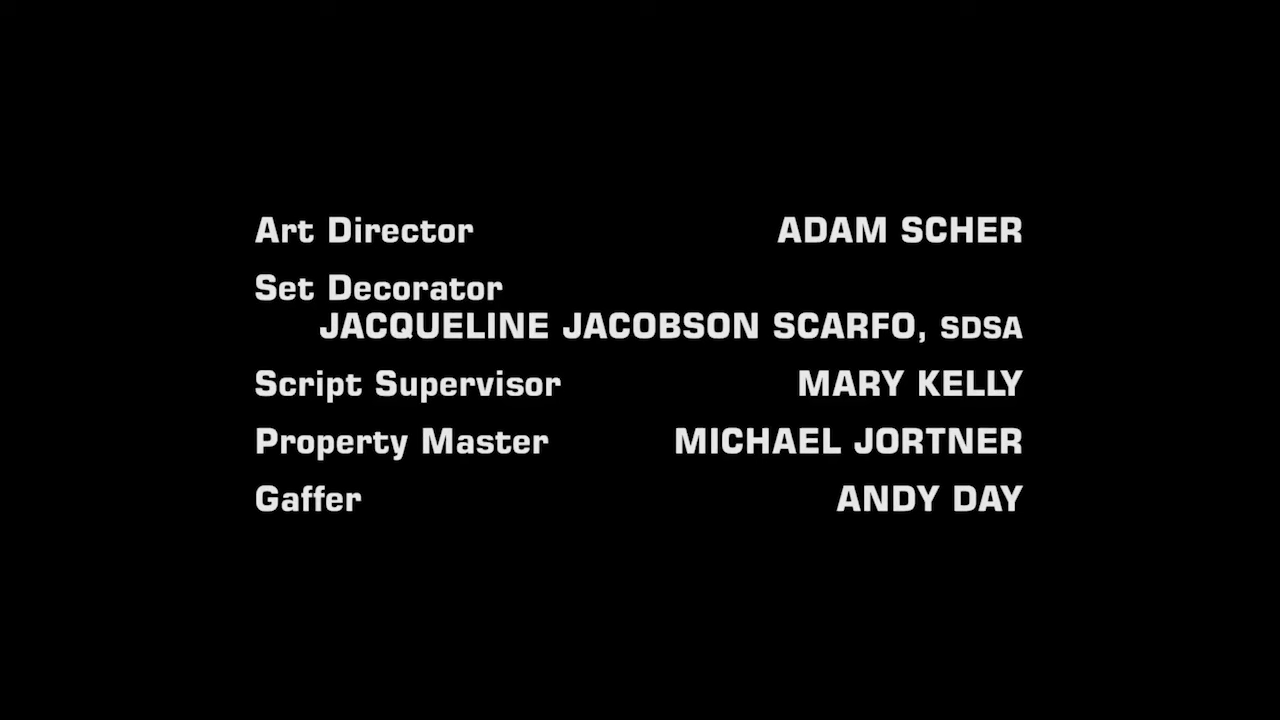 Art Director ADAM SCHER
Set Decorator
JACQUELINE JACOBSON SCARFO, SDSA
Script Supervisor MARY KELLY
Property Master MICHAEL JORTNER
Gaffer ANDY DAY